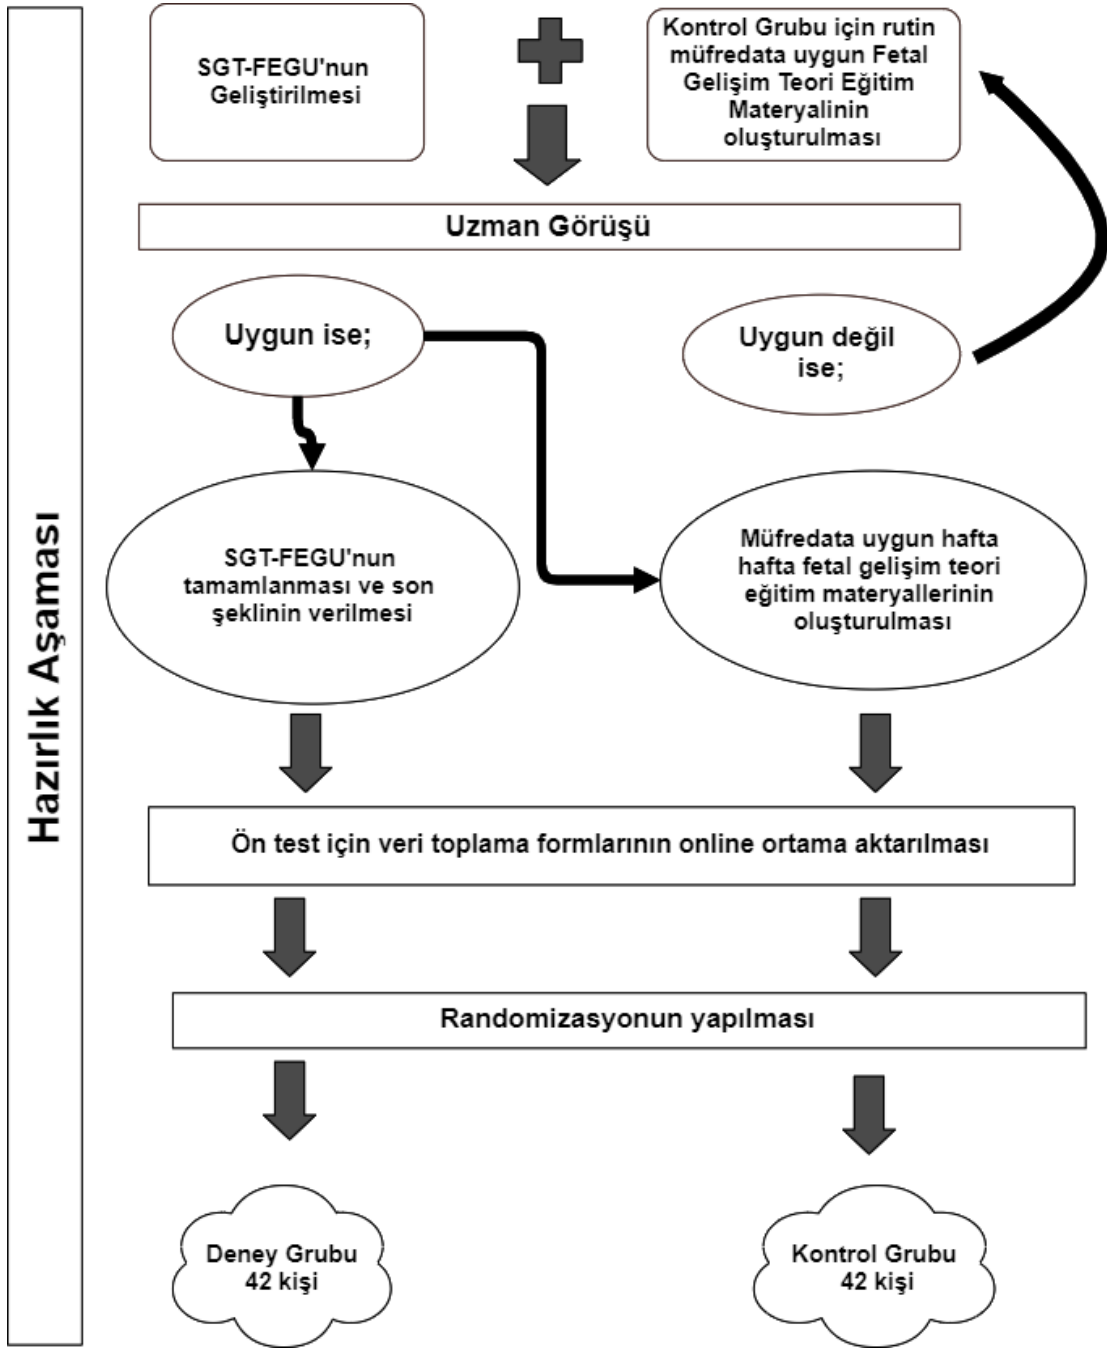 Hazırlık Aşaması
SGT-FEGU'nun
Geliştirilmesi
Kontrol Grubu için rutin
müfredata uygun Fetal
Gelişim Teori Eğitim
Materyalinin
oluşturulması
Uzman Görüşü
Uygun ise;
Uygun değil
ise;
SGT-FEGU'nun
tamamlanması ve son
şeklinin verilmesi
Müfredata uygun hafta
hafta fetal gelişim teori
eğitim materyallerinin
oluşturulması
Ön test için veri toplama formlarının online ortama aktarılması
Randomizasyonun yapılması
Deney Grubu
42 kişi
Kontrol Grubu
42 kişi